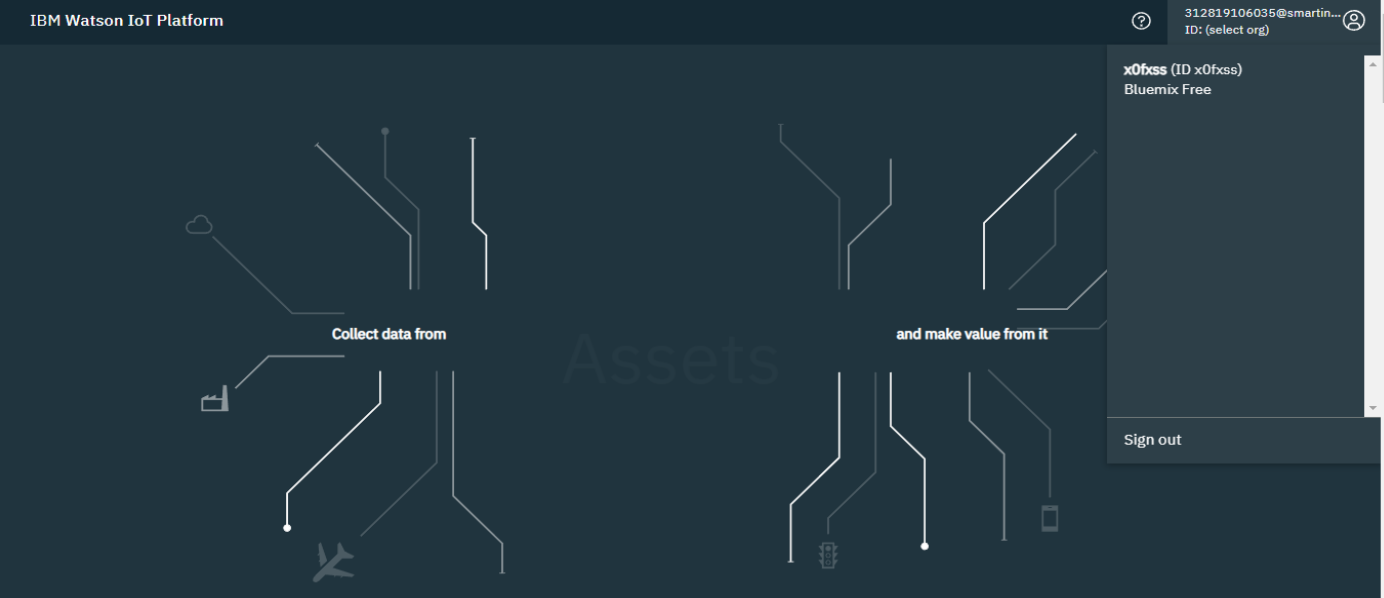 IBM Watson IoT Platform
312819106035@smartin...
ID: (select org)
x0fxss (ID x0fxss)
Bluemix Free
Collect data from
Assets
and make value from it
Sign out